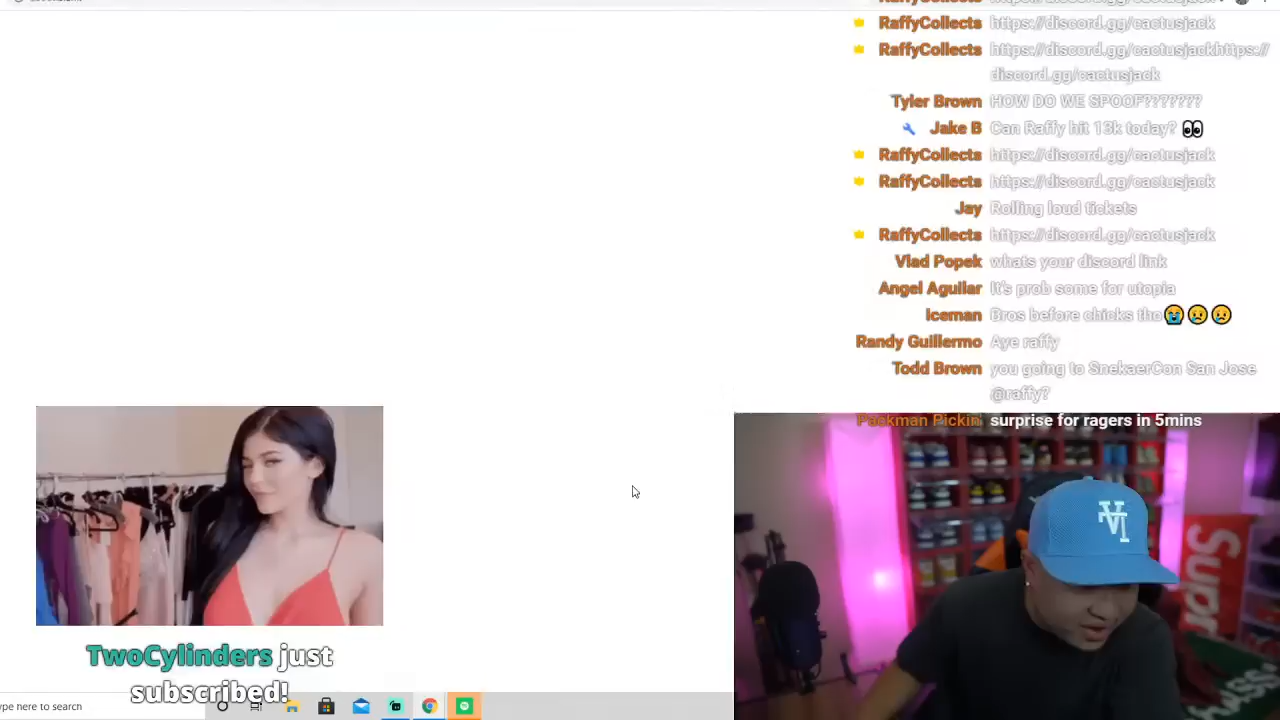 RaffyCollects https://discord.gg/cactusjack
RaffyCollects https://discord.gg/cactusjackhttps://
discord.gg/cactusjack
Tyler Brown HOW DO WE SPOOF???????
Jake B Can Raffy hit 13k today? 👀
RaffyCollects https://discord.gg/cactusjack
RaffyCollects https://discord.gg/cactusjack
Jay Rolling loud tickets
RaffyCollects https://discord.gg/cactusjack
Vlad Popek whats your discord link
Angel Aguilar It's prob some for utopia
Iceman Bros before chicks tho😭😢😢
Randy Guillermo Aye raffy
Todd Brown you going to SnekaerCon San Jose
@raffy?
Packman Pickin surprise for ragers in 5mins
Supr
TwoCylinders just
subscribed!
ype here to search